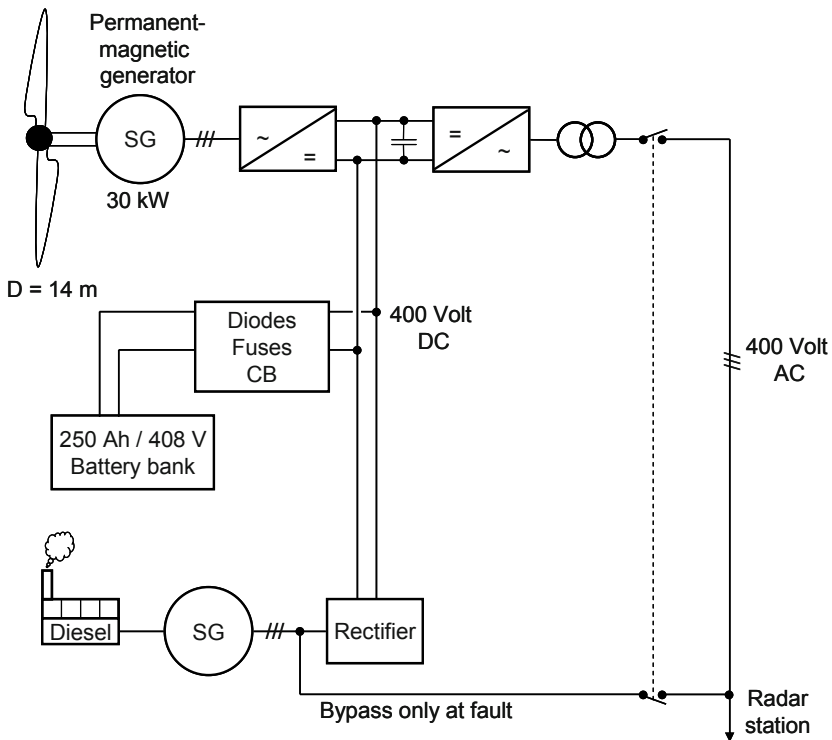 Permanent-
magnetic
generator
SG
30 kW
D = 14 m
~
=
=
~
Diodes
Fuses
CB
400 Volt
DC
400 Volt
AC
250 Ah / 408 V
Battery bank
Diesel
SG
Rectifier
Bypass only at fault
Radar
station